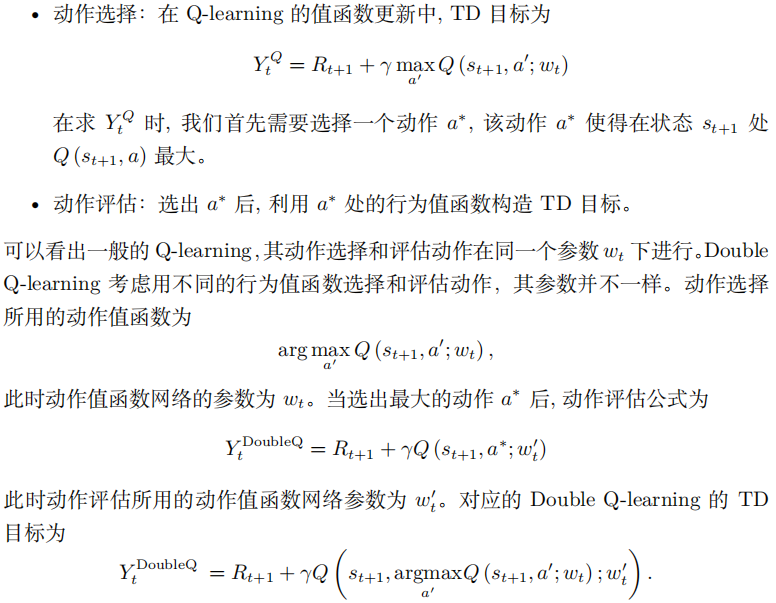 • 动作选择：在 Q-learning 的值函数更新中, TD 目标为
$Y_t^Q = R_{t+1} + \gamma \max_{a'} Q\left(s_{t+1}, a'; w_t\right)$
在求 $Y_t^Q$ 时, 我们首先需要选择一个动作 $a^*$, 该动作 $a^*$ 使得在状态 $s_{t+1}$ 处
$Q\left(s_{t+1}, a\right)$ 最大。
• 动作评估：选出 $a^*$ 后, 利用 $a^*$ 处的行为值函数构造 TD 目标。
可以看出一般的 Q-learning ,其动作选择和评估动作在同一个参数 $w_t$ 下进行。Double
Q-learning 考虑用不同的行为值函数选择和评估动作，其参数并不一样。动作选择
所用的动作值函数为
$\arg\max_{a'} Q\left(s_{t+1}, a'; w_t\right),$
此时动作值函数网络的参数为 $w_t$。当选出最大的动作 $a^*$ 后, 动作评估公式为
$Y_t^{\text{DoubleQ}} = R_{t+1} + \gamma Q\left(s_{t+1}, a^*; w_t'\right)$
此时动作评估所用的动作值函数网络参数为 $w_t'$。对应的 Double Q-learning 的 TD
目标为
$Y_t^{\text{DoubleQ}} = R_{t+1} + \gamma Q\left(s_{t+1}, \operatorname{argmax}_{a'} Q\left(s_{t+1}, a'; w_t\right); w_t'\right).$